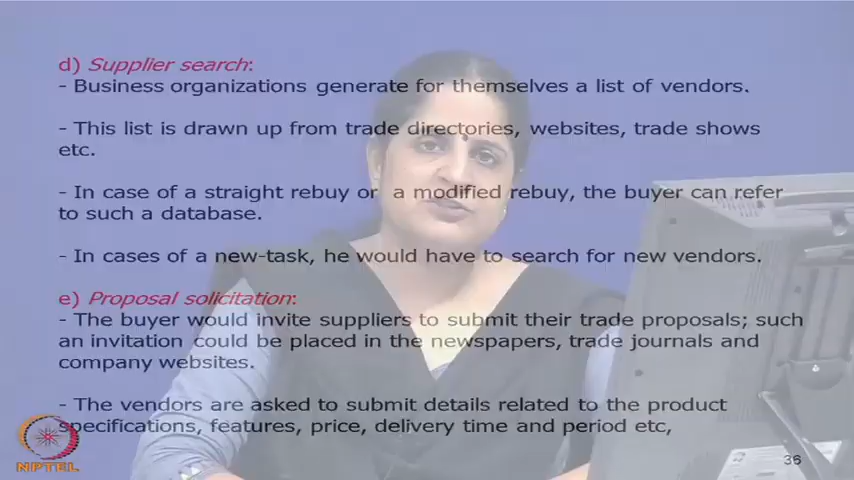 d) Supplier search:
- Business organizations generate for themselves a list of vendors.
- This list is drawn up from trade directories, websites, trade shows
etc.
- In case of a straight rebuy or a modified rebuy, the buyer can refer
to such a database.
- In cases of a new-task, he would have to search for new vendors.
e) Proposal solicitation:
- The buyer would invite suppliers to submit their trade proposals; such
an invitation could be placed in the newspapers, trade journals and
company websites.
- The vendors are asked to submit details related to the product
specifications, features, price, delivery time and period etc,
NPTEL
36